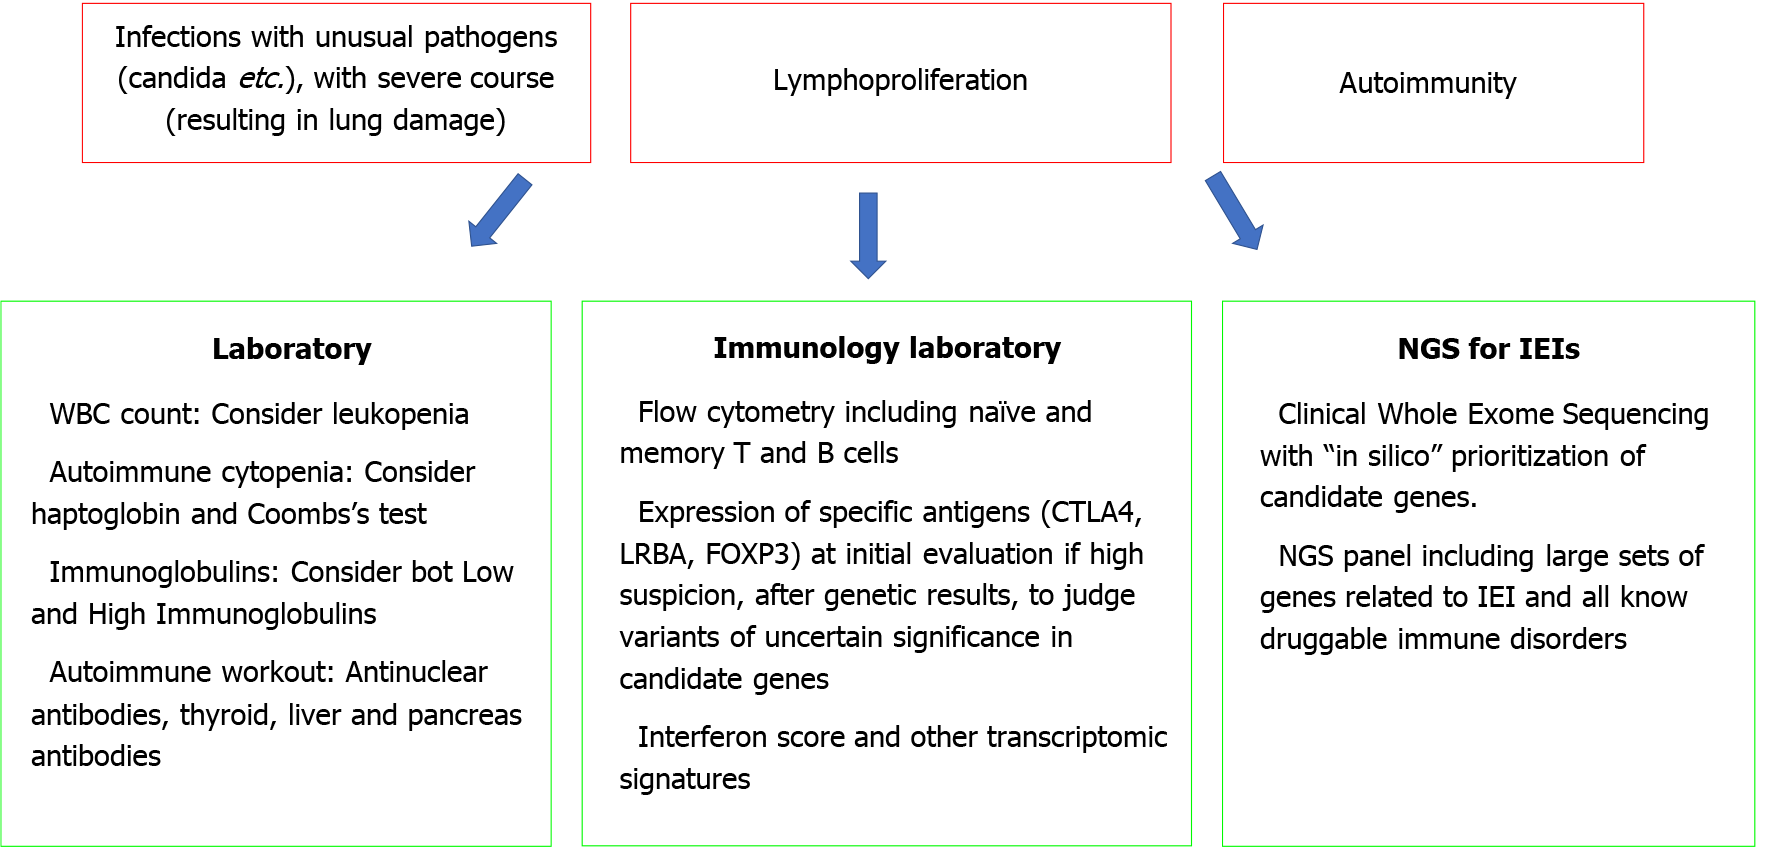 Infections with unusual pathogens
(candida etc.), with severe course
(resulting in lung damage)
Lymphoproliferation
Autoimmunity
Laboratory
WBC count: Consider leukopenia
Autoimmune cytopenia: Consider
haptoglobin and Coombs’s test
Immunoglobulins: Consider bot Low
and High Immunoglobulins
Autoimmune workout: Antinuclear
antibodies, thyroid, liver and pancreas
antibodies
Immunology laboratory
Flow cytometry including naïve and
memory T and B cells
Expression of specific antigens (CTLA4,
LRBA, FOXP3) at initial evaluation if high
suspicion, after genetic results, to judge
variants of uncertain significance in
candidate genes
Interferon score and other transcriptomic
signatures
NGS for IEIs
Clinical Whole Exome Sequencing
with “in silico” prioritization of
candidate genes.
NGS panel including large sets of
genes related to IEI and all know
druggable immune disorders